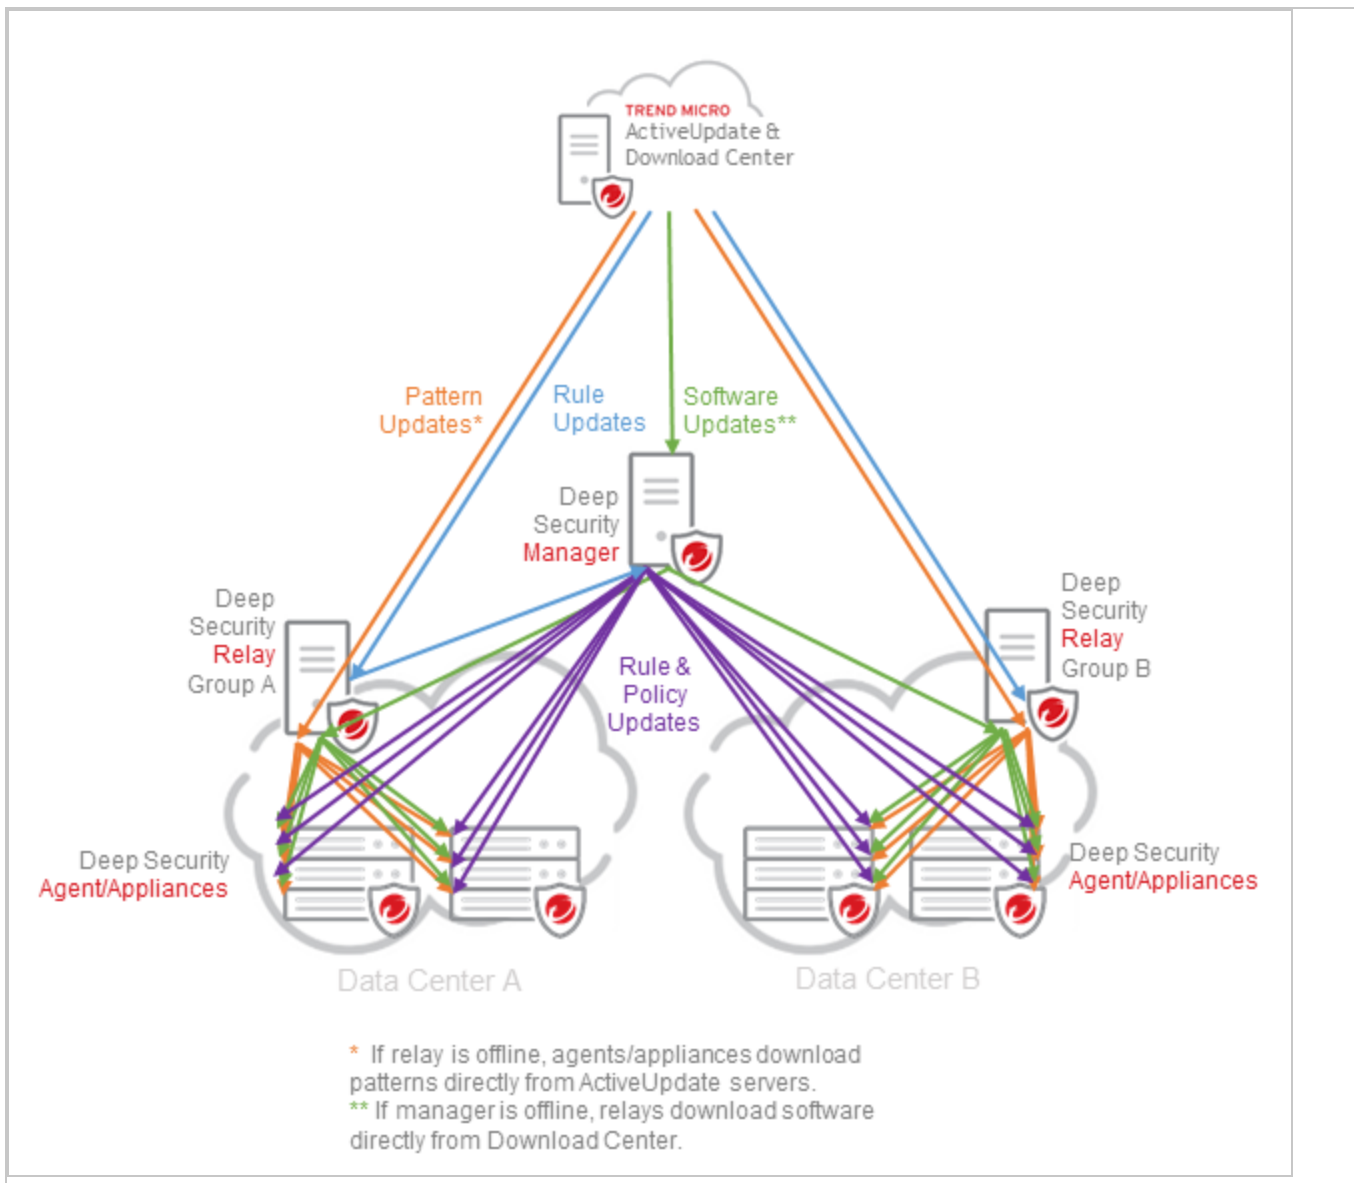 TREND MICRO
ActiveUpdate &
Download Center
Pattern
Updates*
Rule
Updates
Software
Updates**
Deep
Security
Manager
Deep
Security
Relay
Group A
Deep
Security
Relay
Group B
Rule &
Policy
Updates
Deep Security
Agent/Appliances
Deep Security
Agent/Appliances
Data Center A
Data Center B
* If relay is offline, agents/appliances download
patterns directly from ActiveUpdate servers.
** If manager is offline, relays download software
directly from Download Center.